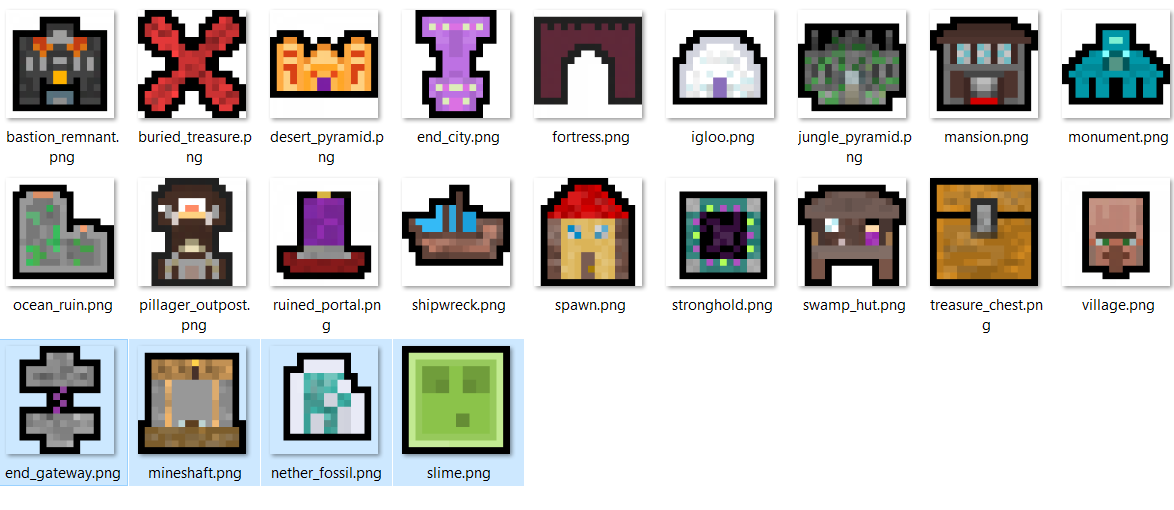 bastion_remnant.
png
buried_treasure.p
ng
desert_pyramid.p
ng
end_city.png
fortress.png
igloo.png
jungle_pyramid.p
ng
mansion.png
monument.png
ocean_ruin.png
pillager_outpost.
png
ruined_portal.pn
g
shipwreck.png
spawn.png
stronghold.png
swamp_hut.png
treasure_chest.pn
g
village.png
end_gateway.png
mineshaft.png
nether_fossil.png
slime.png